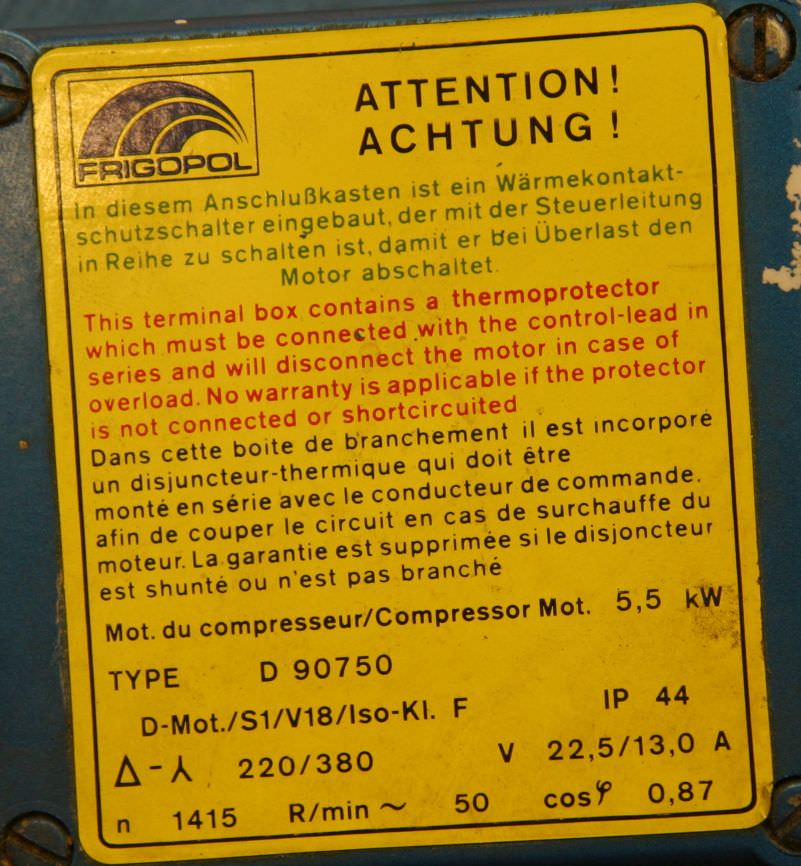 FRIGOPOL
ATTENTION!
ACHTUNG!
In diesem Anschlußkasten ist ein Wärmekontakt-
schutzschalter eingebaut, der mit der Steuerleitung
in Reihe zu schalten ist, damit er bei Überlast den
Motor abschaltet.
This terminal box contains a thermoprotector
which must be connected with the control-lead in
series and will disconnect the motor in case of
overload. No warranty is applicable if the protector
is not connected or shortcircuited
Dans cette boite de branchement il est incorporé
un disjuncteur-thermique qui doit être
monté en série avec le conducteur de commande.
afin de couper le circuit en cas de surchauffe du
moteur. La garantie est supprimée si le disjoncteur
est shunté ou n'est pas branché
Mot. du compresseur/Compressor Mot. 5,5 kW
TYPE D 90750
D-Mot./S1/V18/Iso-Kl. F IP 44
Δ - ⅄ 220/380 V 22,5/13,0 A
n 1415 R/min ~ 50 cosφ 0,87